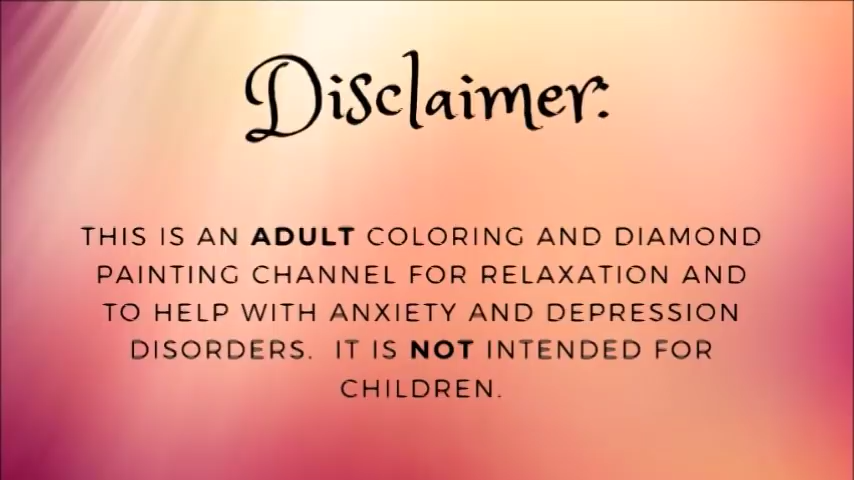 Disclaimer:
THIS IS AN ADULT COLORING AND DIAMOND
PAINTING CHANNEL FOR RELAXATION AND
TO HELP WITH ANXIETY AND DEPRESSION
DISORDERS. IT IS NOT INTENDED FOR
CHILDREN.